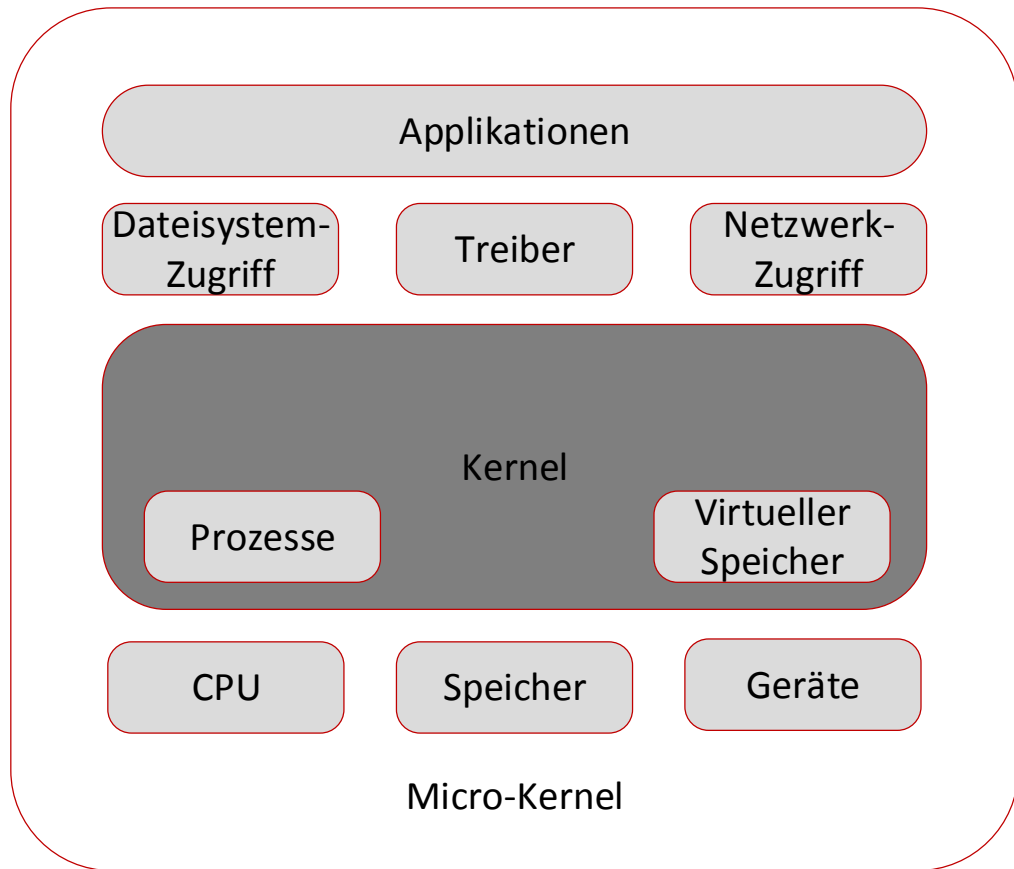 Applikationen
Dateisystem-
Zugriff
Treiber
Netzwerk-
Zugriff
Kernel
Prozesse
Virtueller
Speicher
CPU
Speicher
Geräte
Micro-Kernel